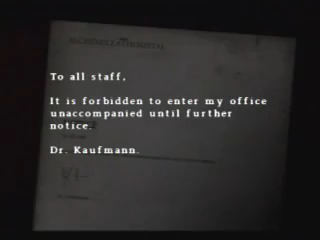 To all staff,
It is forbidden to enter my office
unaccompanied until further
notice.
Dr. Kaufmann.